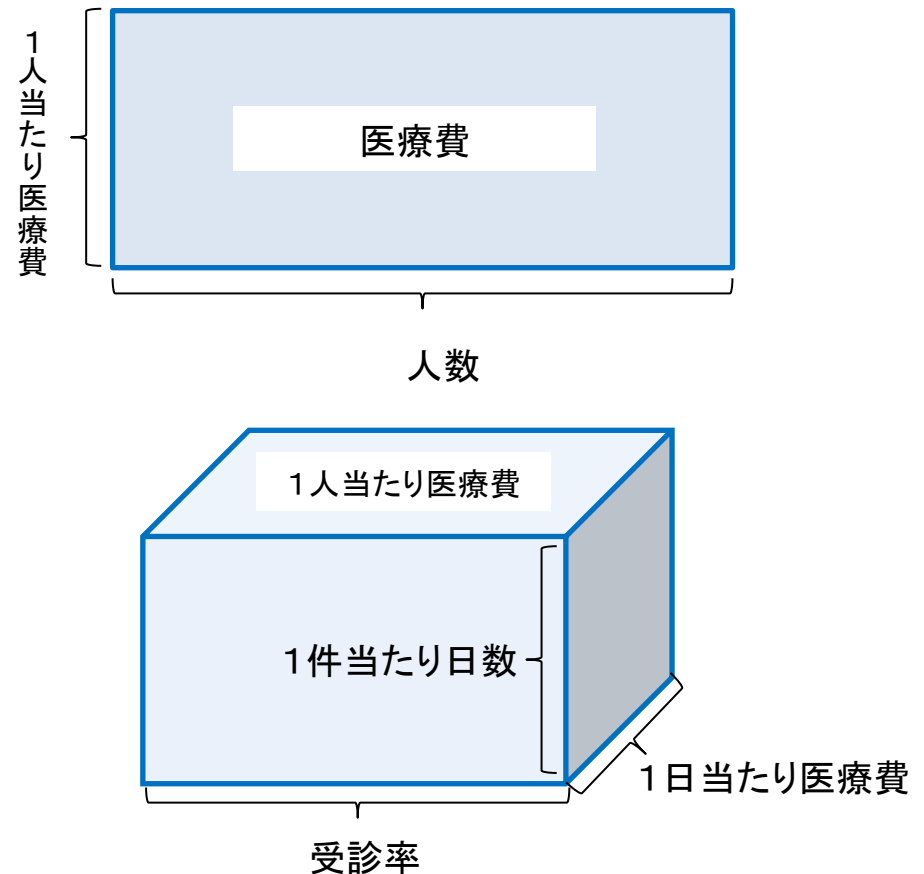 1人当たり医療費
医療費
人数
１人当たり医療費
１件当たり日数
１日当たり医療費
受診率